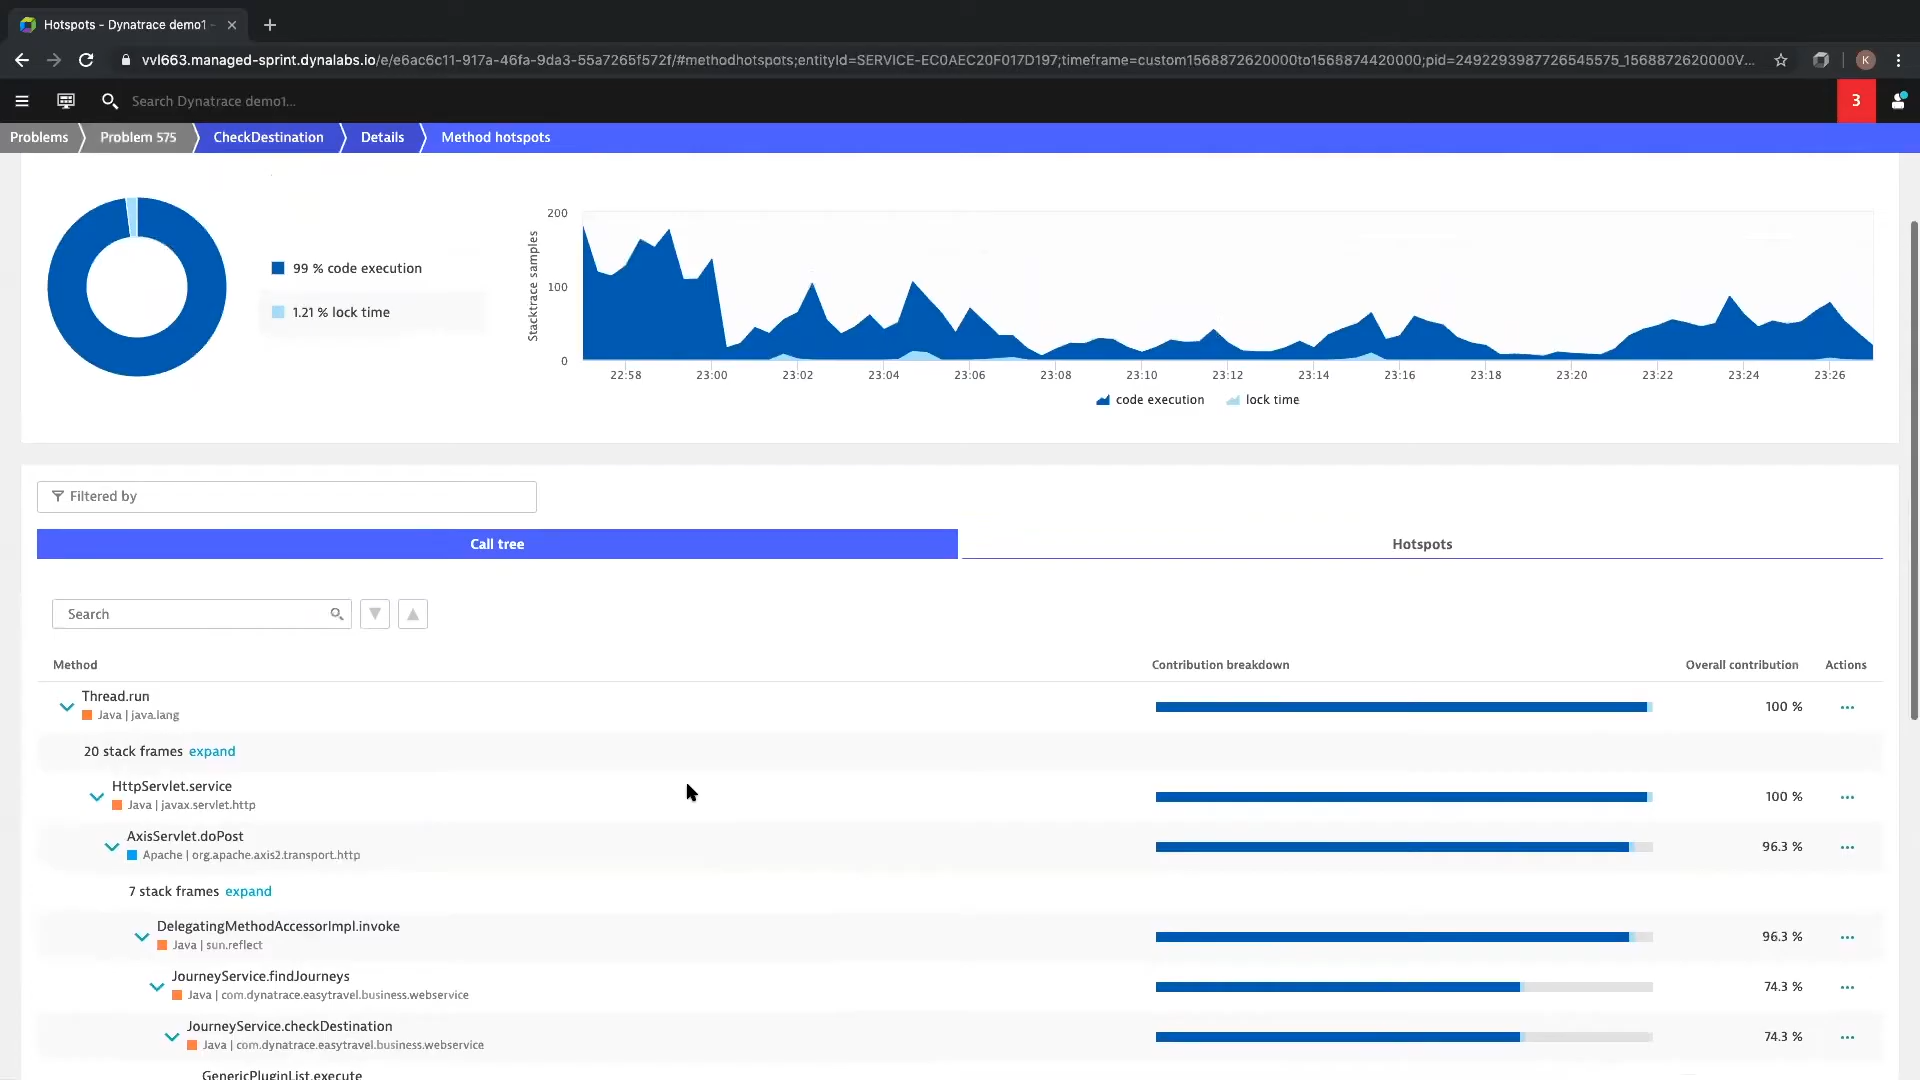 Hotspots - Dynatrace demo1 -
vvl663.managed-sprint.dynalabs.io/e/e6ac6c11-917a-46fa-9da3-55a7265f572f/#methodhotspots;entityId=SERVICE-EC0AEC20F017D197;timeframe=custom1568872620000to1568874420000;pid=2492293987726545575_1568872620000V...
K
Search Dynatrace demo1...
3
Problems
Problem 575
CheckDestination
Details
Method hotspots
99 % code execution
1.21 % lock time
Stacktrace samples
200
100
0
22:58
23:00
23:02
23:04
23:06
23:08
23:10
23:12
23:14
23:16
23:18
23:20
23:22
23:24
23:26
code execution
lock time
Filtered by
Call tree
Hotspots
Search
Method
Contribution breakdown
Overall contribution
Actions
Thread.run
Java | java.lang
100 %
20 stack frames expand
HttpServlet.service
Java | javax.servlet.http
100 %
AxisServlet.doPost
Apache | org.apache.axis2.transport.http
96.3 %
7 stack frames expand
DelegatingMethodAccessorImpl.invoke
Java | sun.reflect
96.3 %
JourneyService.findJourneys
Java | com.dynatrace.easytravel.business.webservice
74.3 %
JourneyService.checkDestination
Java | com.dynatrace.easytravel.business.webservice
74.3 %
GenericPluginList.execute